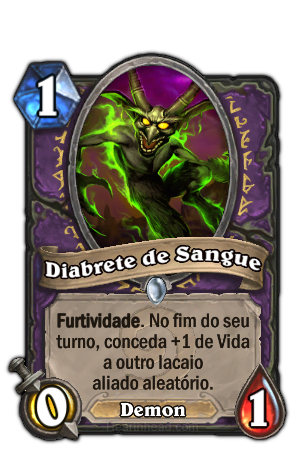 1
Diabrete de Sangue
Furtividade. No fim do seu
turno, conceda +1 de Vida
a outro lacaio
aliado aleatório.
0
Demon
1